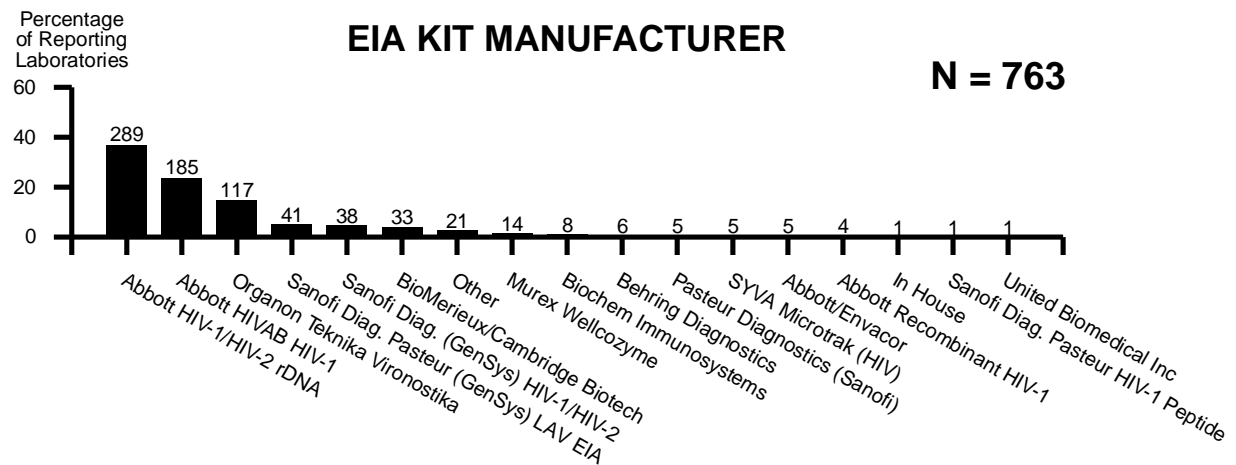 Percentage
of Reporting
Laboratories
EIA KIT MANUFACTURER
N = 763
60
40
20
0
289
185
117
41
38
33
21
14
8
6
5
5
5
4
1
1
1
Abbott HIV-1/HIV-2 rDNA
Abbott HIVAB HIV-1
Organon Teknika Vironostika
Sanofi Diag. Pasteur (GenSys) LAV EIA
Sanofi Diag. (GenSys) HIV-1/HIV-2
BioMerieux/Cambridge Biotech
Other
Murex Wellcozyme
Biochem Immunosystems
Behring Diagnostics
Pasteur Diagnostics (Sanofi)
SYVA Microtrak (HIV)
Abbott/Envacor
Abbott Recombinant HIV-1
In House
Sanofi Diag. Pasteur HIV-1 Peptide
United Biomedical Inc